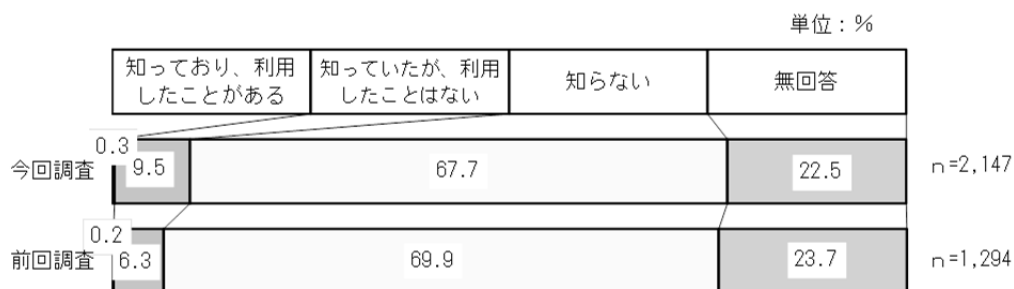 単位：％
知っており、利用
したことがある
知っていたが、利用
したことはない
知らない
無回答
今回調査
0.3
9.5
67.7
22.5
n=2,147
前回調査
0.2
6.3
69.9
23.7
n=1,294